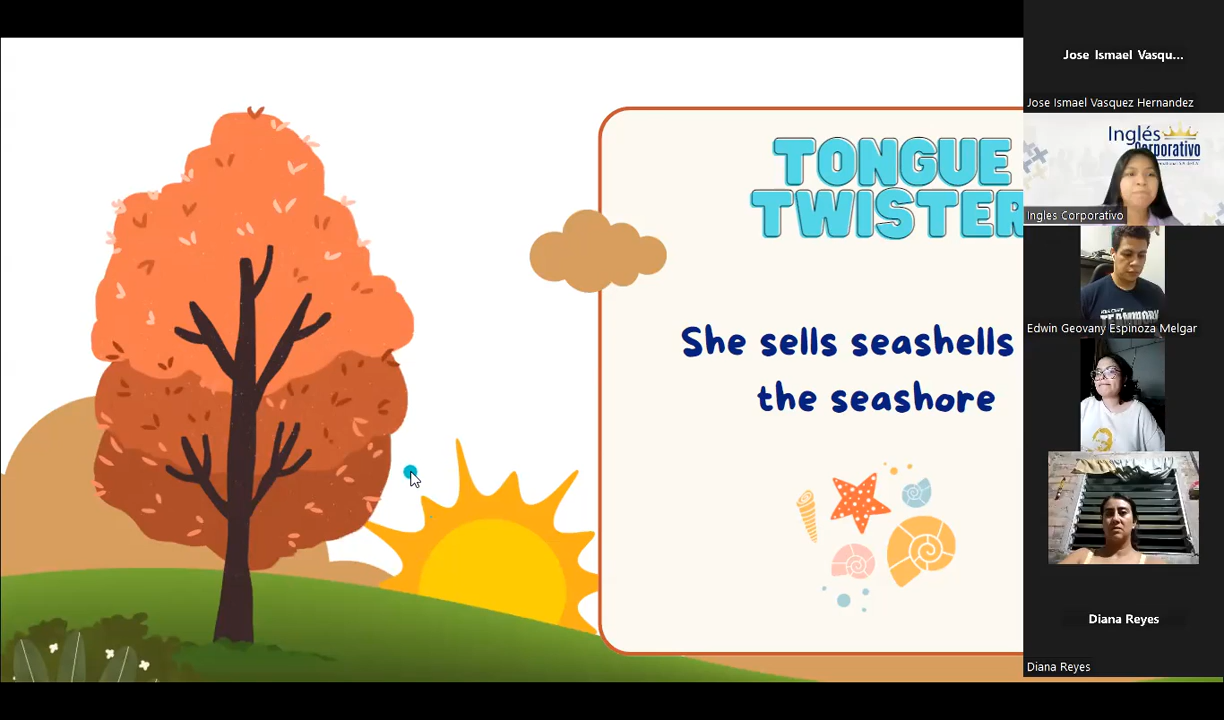 TONGUE
TWISTER
She sells seashells
the seashore
Jose Ismael Vasqu...
Jose Ismael Vasquez Hernandez
Inglés
Corporativo
Ingles Corporativo
TEAMWORK
Edwin Geovany Espinoza Melgar
Diana Reyes
Diana Reyes